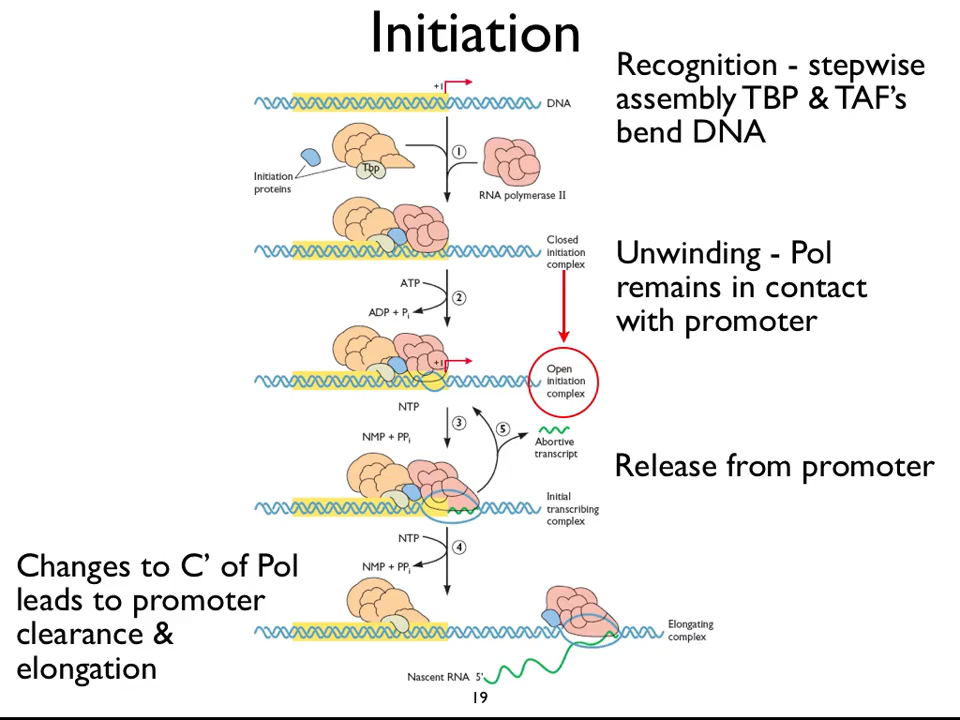 Initiation
Recognition - stepwise
assembly TBP & TAF's
bend DNA
+1
DNA
1
Tbp
Initiation
proteins
RNA polymerase II
Closed
initiation
complex
Unwinding - Pol
remains in contact
with promoter
ATP
2
ADP + Pi
+1
Open
initiation
complex
NTP
3
5
NMP + PPi
Abortive
transcript
Release from promoter
Initial
transcribing
complex
NTP
4
NMP + PPi
Changes to C' of Pol
leads to promoter
clearance &
elongation
Elongating
complex
Nascent RNA 5'
19